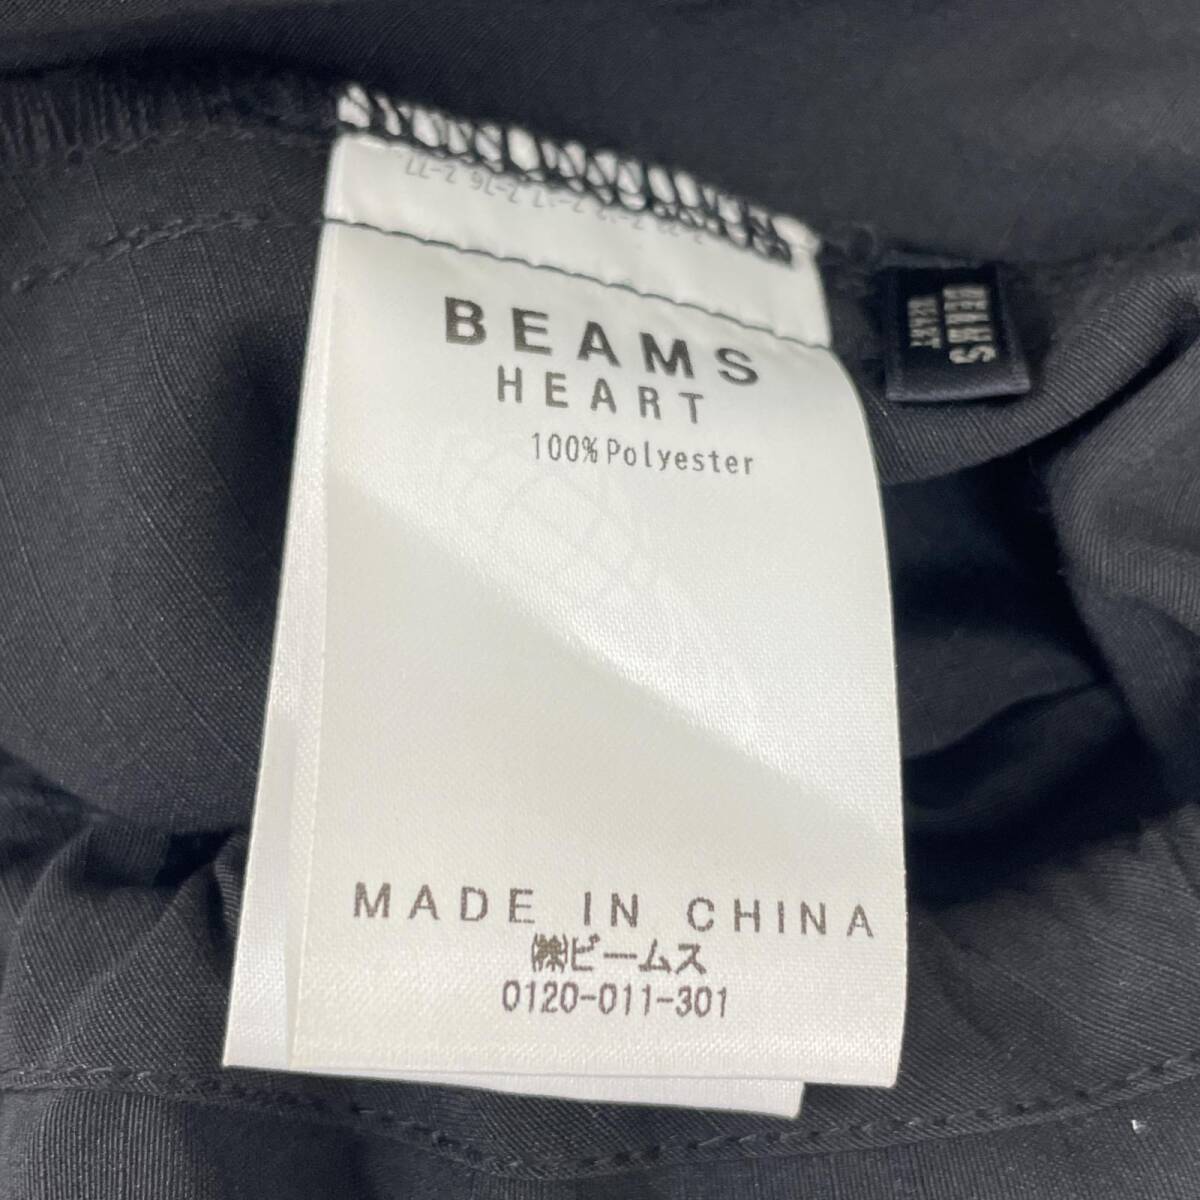 BEAMS
HEART
100%Polyester
MADE IN CHINA
㈱ビームス
0120-011-301
BEAMS
HEART